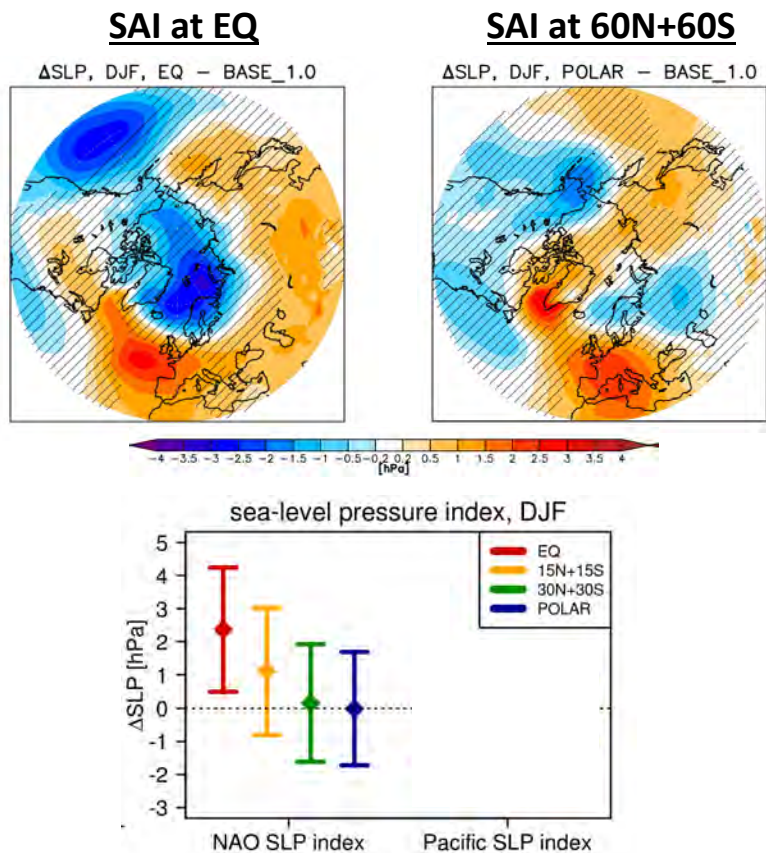 SAI at EQ
SAI at 60N+60S
ΔSLP, DJF, EQ − BASE_1.0
ΔSLP, DJF, POLAR − BASE_1.0
−4 −3.5 −3 −2.5 −2 −1.5 −1 −0.5 −0.2 0.2 0.5 1 1.5 2 2.5 3 3.5 4
[hPa]
sea-level pressure index, DJF
ΔSLP [hPa]
5
4
3
2
1
0
-1
-2
-3
EQ
15N+15S
30N+30S
POLAR
NAO SLP index
Pacific SLP index